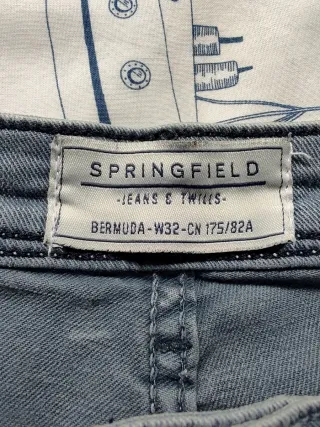 SPRINGFIELD
-JEANS & TWILLS-
BERMUDA-W32-CN 175/82A